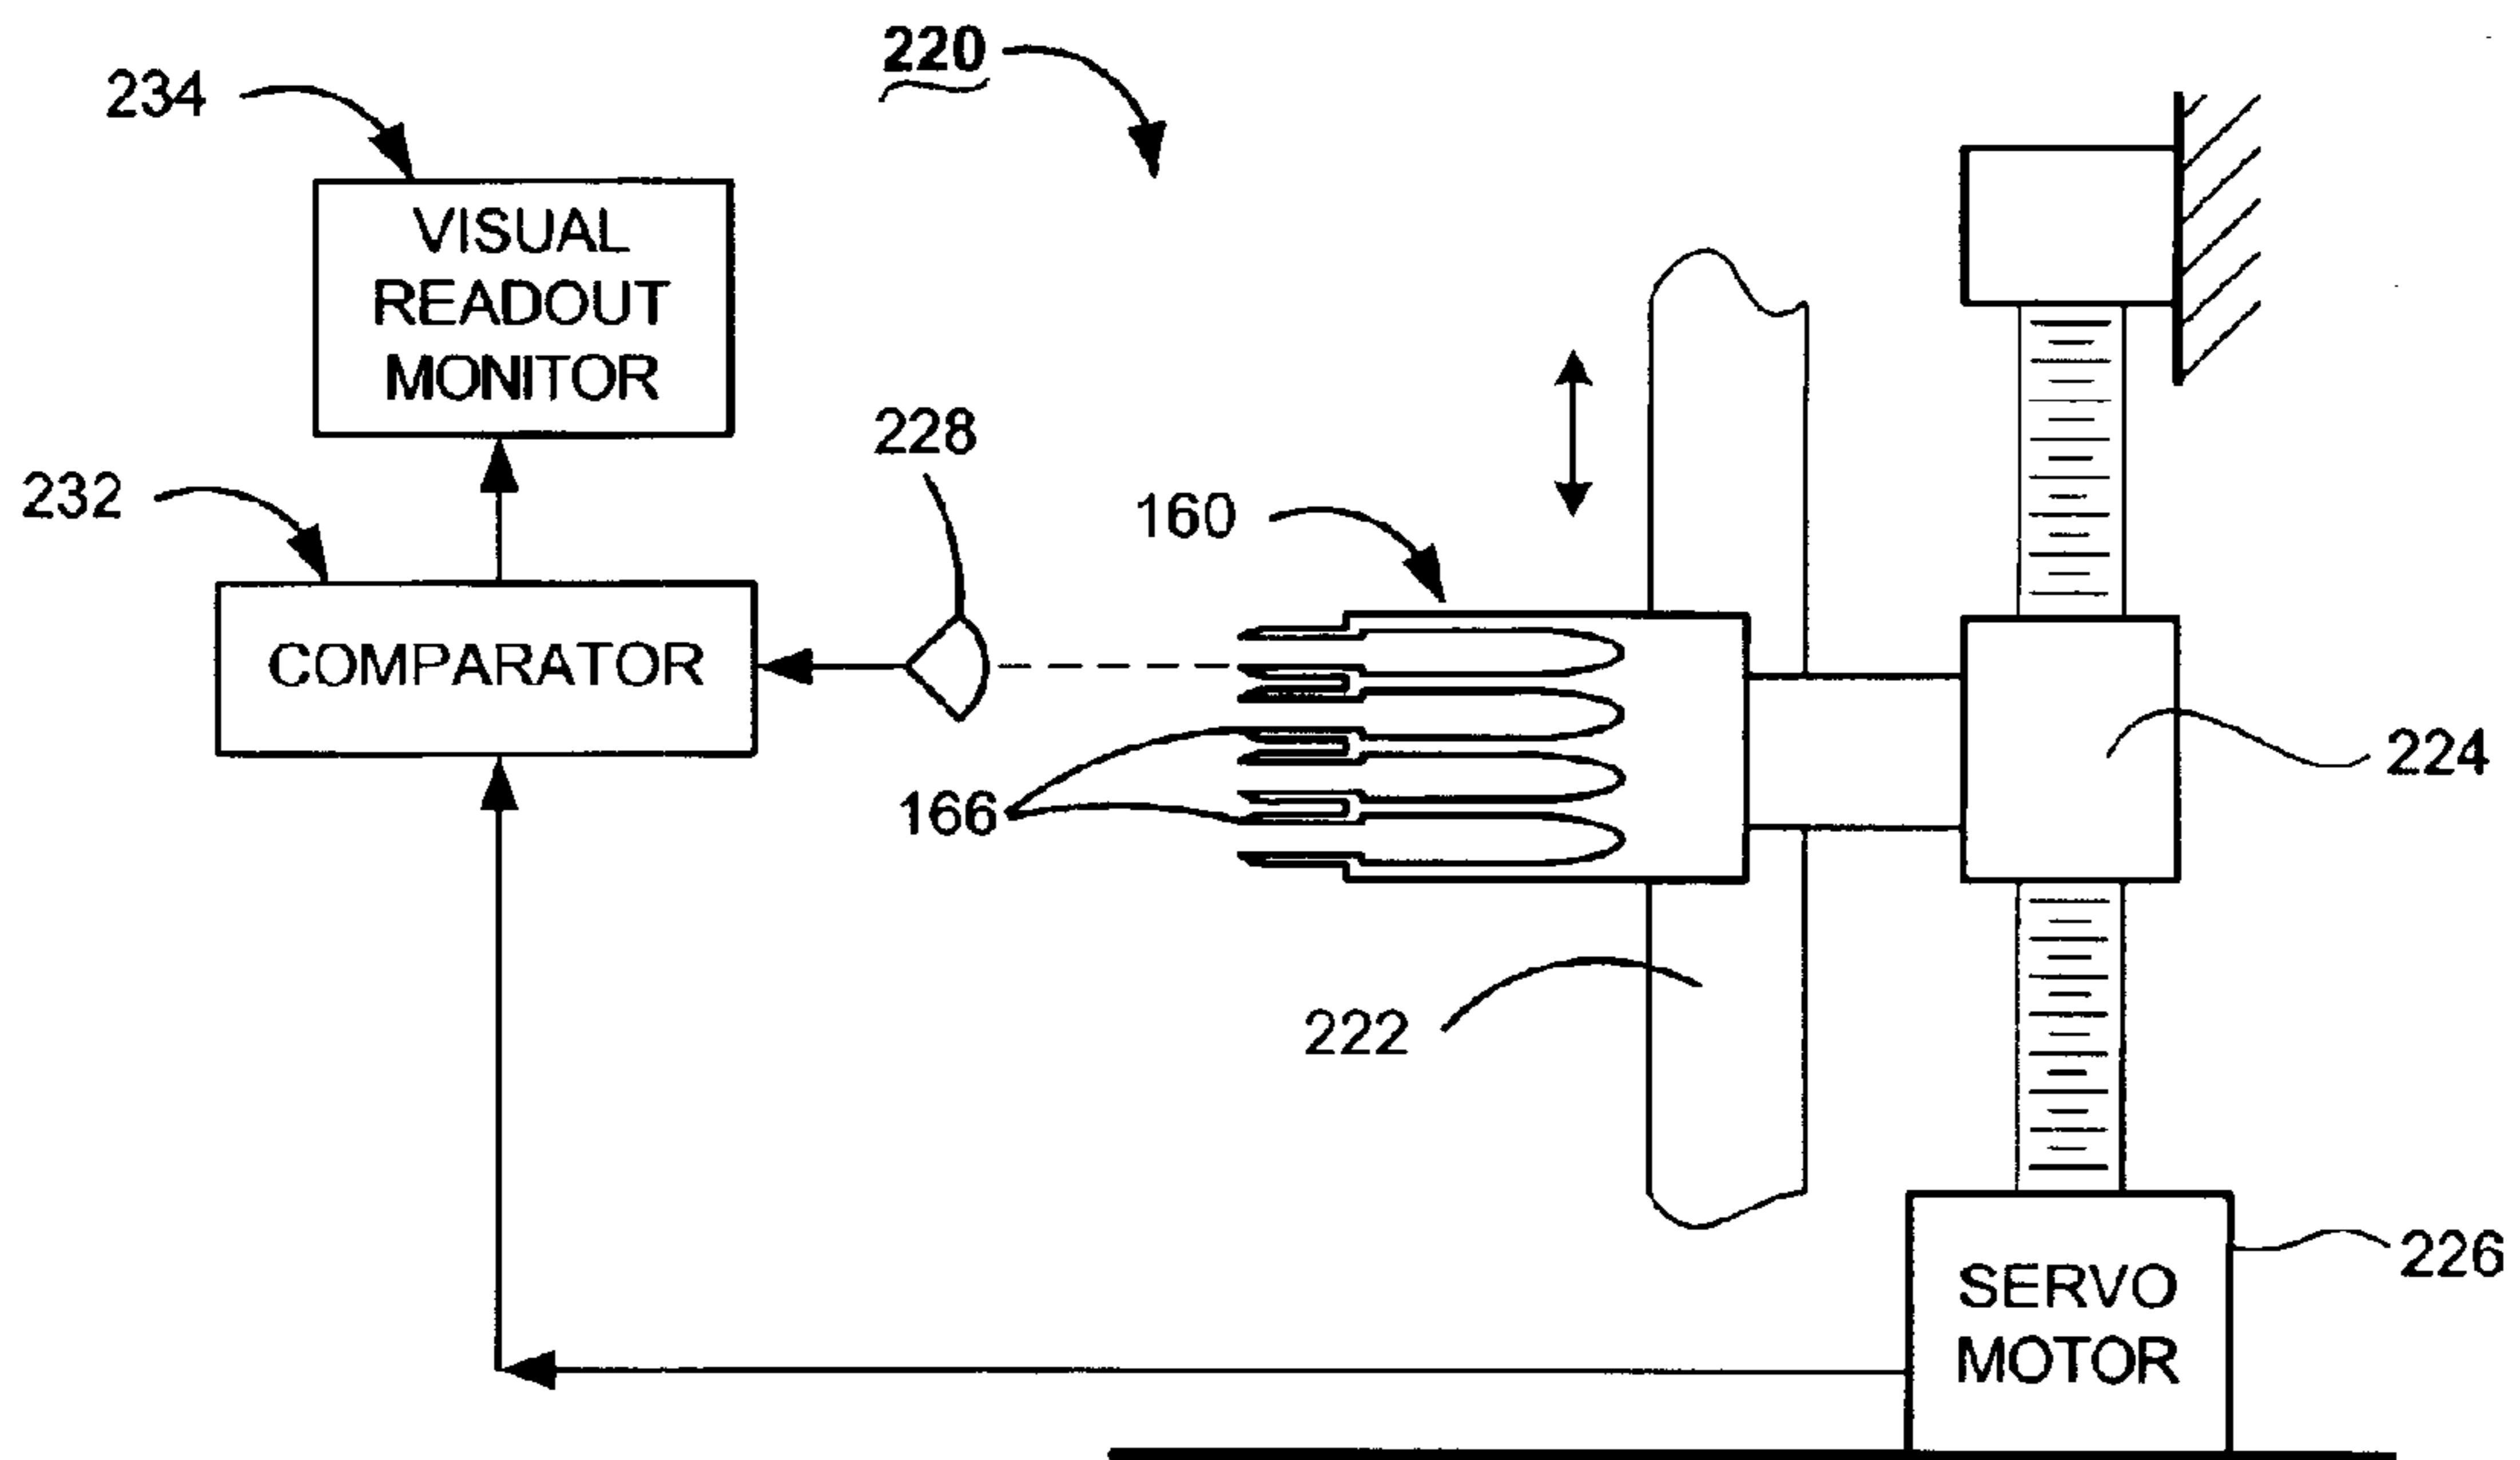 220
234
VISUAL
READOUT
MONITOR
228
232
160
COMPARATOR
224
166
222
226
SERVO
MOTOR